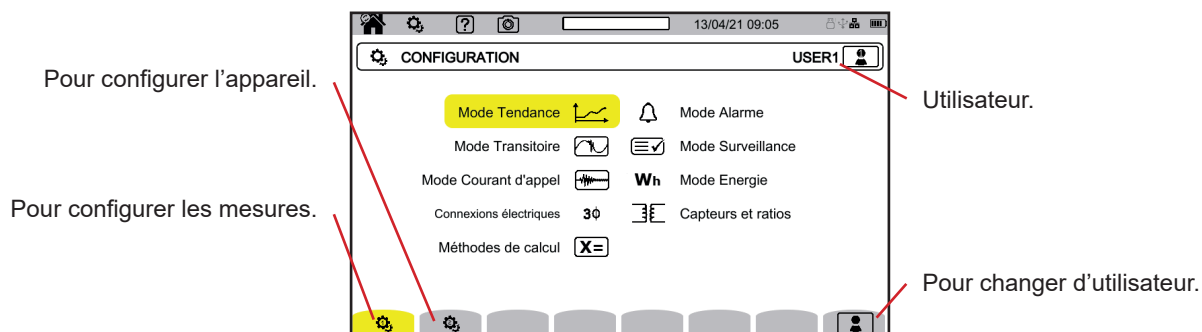 13/04/21 09:05
CONFIGURATION
USER1
Pour configurer l’appareil.
Utilisateur.
Mode Tendance
Mode Alarme
Mode Transitoire
Mode Surveillance
Mode Courant d'appel
Wh Mode Energie
Pour configurer les mesures.
Connexions électriques 3ϕ
Capteurs et ratios
Méthodes de calcul X=
Pour changer d’utilisateur.